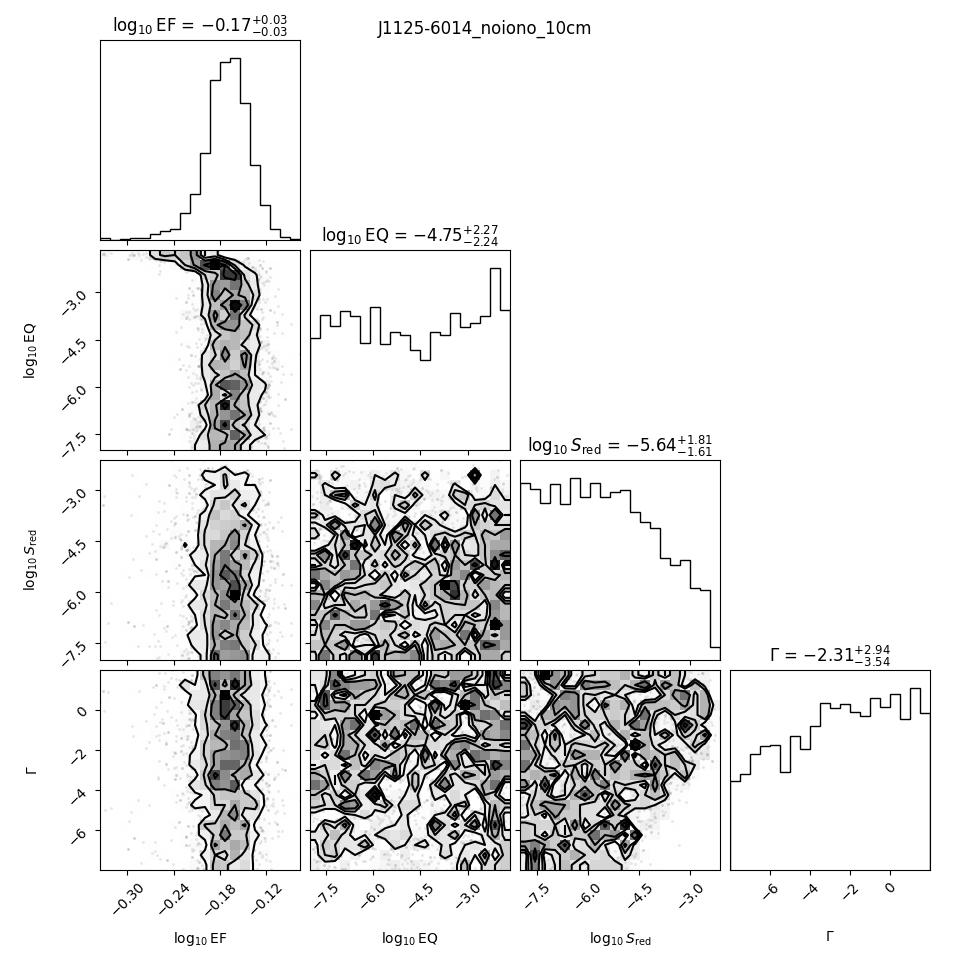 J1125-6014_noiono_10cm
log₁₀ EF = −0.17+0.03−0.03
log₁₀ EQ = −4.75+2.27−2.24
−3.0
−4.5
−6.0
−7.5
log₁₀ EQ
log₁₀ Sred = −5.64+1.81−1.61
−3.0
−4.5
−6.0
−7.5
log₁₀ Sred
Γ = −2.31+2.94−3.54
0
−2
−4
−6
Γ
−0.30 −0.24 −0.18 −0.12
−7.5 −6.0 −4.5 −3.0
−7.5 −6.0 −4.5 −3.0
−6 −4 −2 0
log₁₀ EF
log₁₀ EQ
log₁₀ Sred
Γ